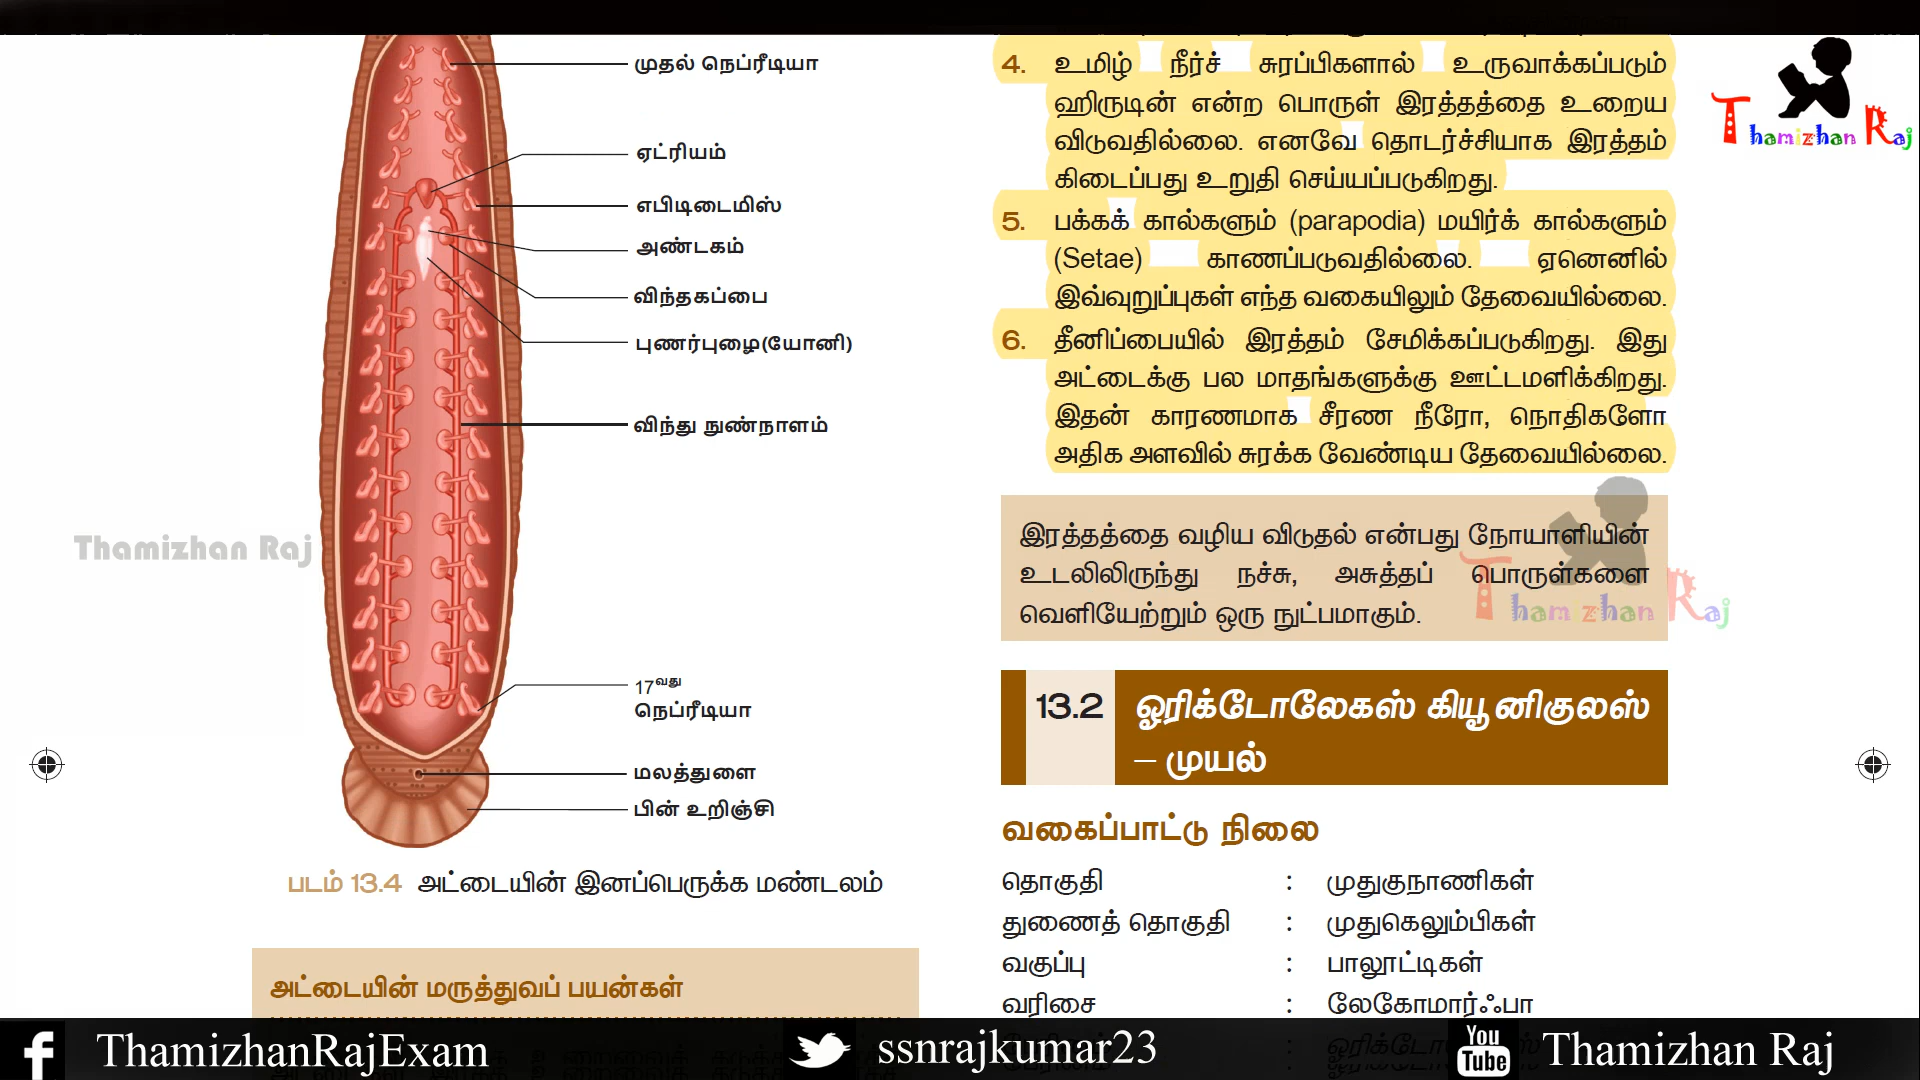 முதல் நெப்ரீடியா
ஏட்ரியம்
எபிடிடைமிஸ்
அண்டகம்
விந்தகப்பை
புணர்புழை(யோனி)
விந்து நுண்நாளம்
17வது
நெப்ரீடியா
மலத்துளை
பின் உறிஞ்சி
படம் 13.4 அட்டையின் இனப்பெருக்க மண்டலம்
அட்டையின் மருத்துவப் பயன்கள்
4. உமிழ் நீர்ச் சுரப்பிகளால் உருவாக்கப்படும்
ஹிருடின் என்ற பொருள் இரத்தத்தை உறைய
விடுவதில்லை. எனவே தொடர்ச்சியாக இரத்தம்
கிடைப்பது உறுதி செய்யப்படுகிறது.
5. பக்கக் கால்களும் (parapodia) மயிர்க் கால்களும்
(Setae) காணப்படுவதில்லை. ஏனெனில்
இவ்வுறுப்புகள் எந்த வகையிலும் தேவையில்லை.
6. தீனிப்பையில் இரத்தம் சேமிக்கப்படுகிறது. இது
அட்டைக்கு பல மாதங்களுக்கு ஊட்டமளிக்கிறது.
இதன் காரணமாக சீரண நீரோ, நொதிகளோ
அதிக அளவில் சுரக்க வேண்டிய தேவையில்லை.
இரத்தத்தை வழிய விடுதல் என்பது நோயாளியின்
உடலிலிருந்து நச்சு, அசுத்தப் பொருள்களை
வெளியேற்றும் ஒரு நுட்பமாகும்.
13.2 ஓரிக்டோலேகஸ் கியூனிகுலஸ்
– முயல்
வகைப்பாட்டு நிலை
தொகுதி : முதுகுநாணிகள்
துணைத் தொகுதி : முதுகெலும்பிகள்
வகுப்பு : பாலூட்டிகள்
வரிசை : லேகோமார்ஃபா
Thamizhan Raj
Thamizhan Raj
Thamizhan Raj
ThamizhanRajExam
ssnrajkumar23
You
Tube
Thamizhan Raj